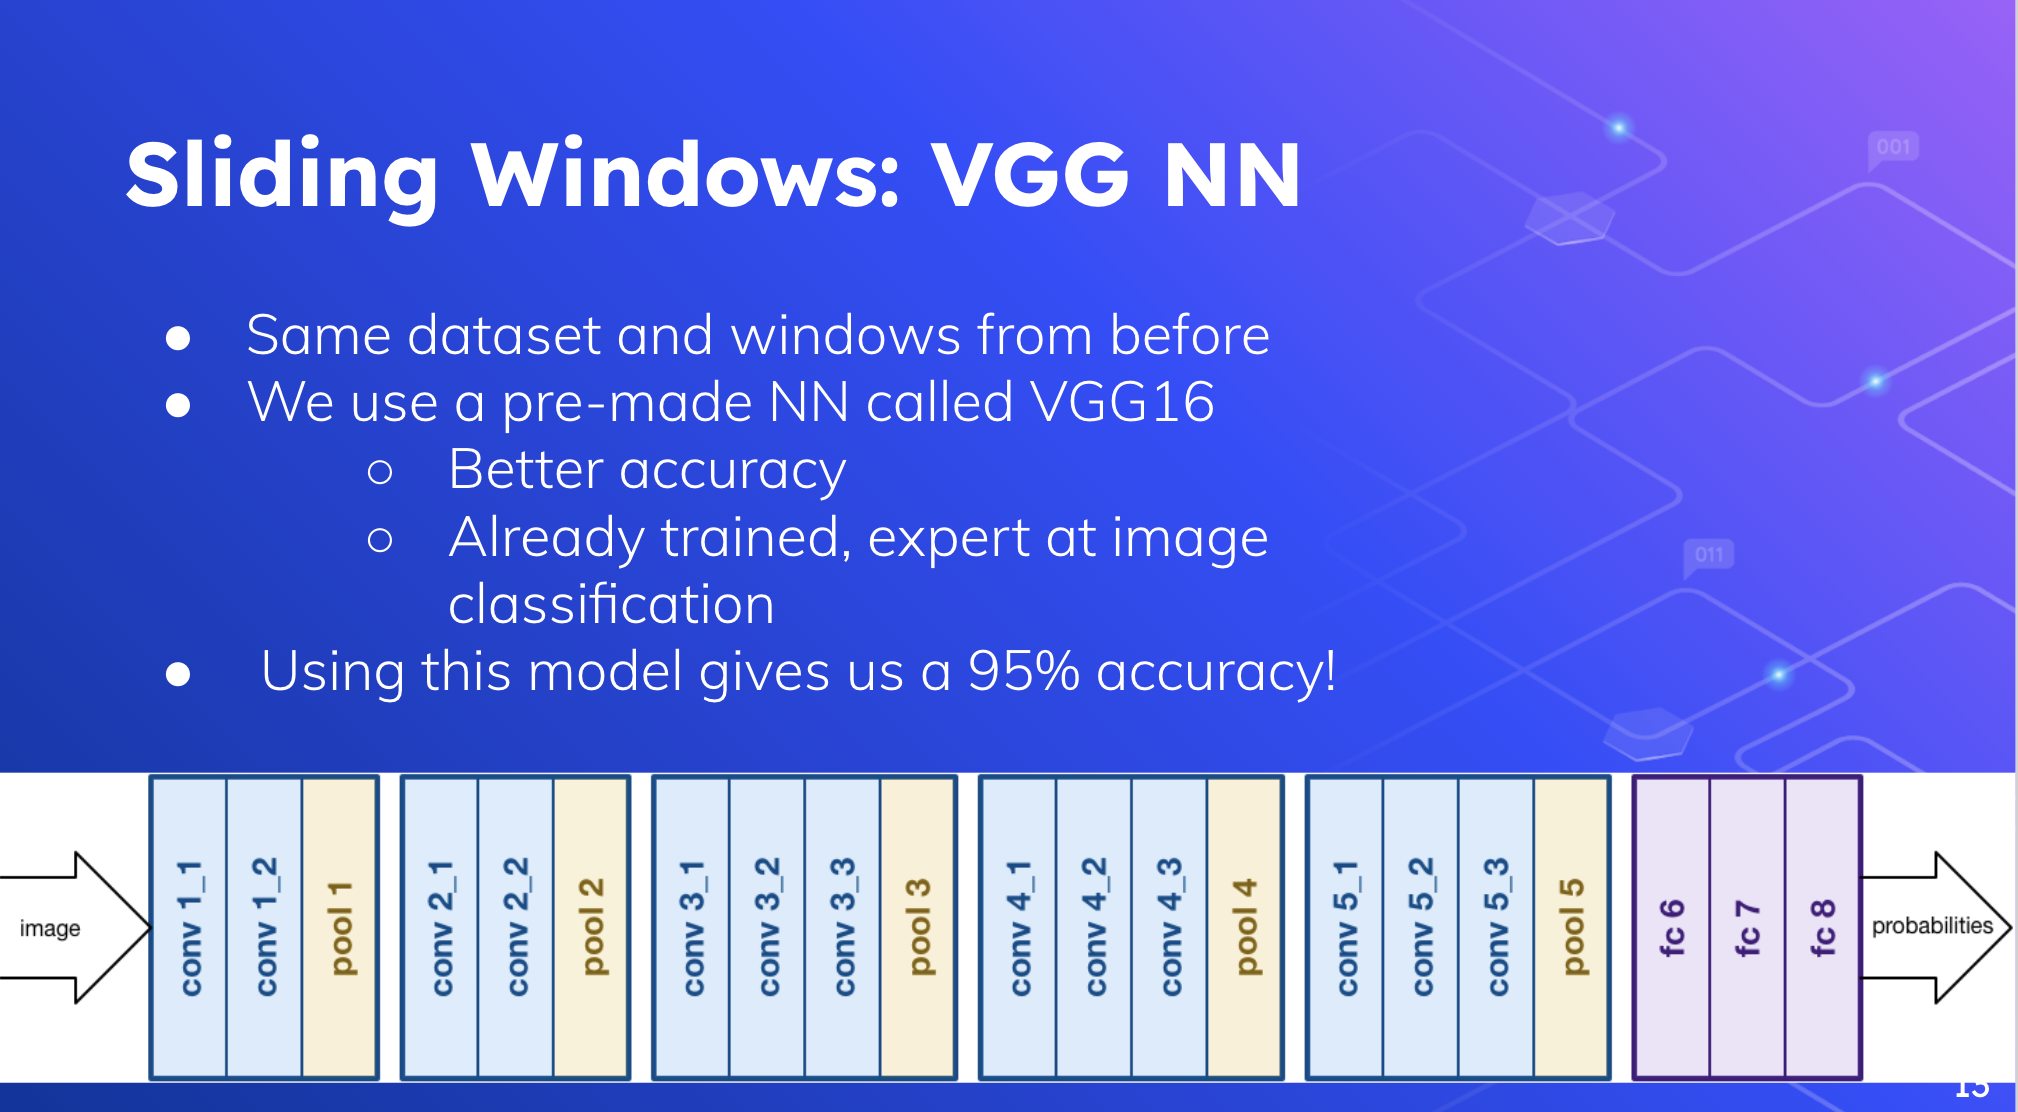 Sliding Windows: VGG NN
001
● Same dataset and windows from before
● We use a pre-made NN called VGG16
○ Better accuracy
○ Already trained, expert at image
classification
011
● Using this model gives us a 95% accuracy!
image
conv 1_1
conv 1_2
pool 1
conv 2_1
conv 2_2
pool 2
conv 3_1
conv 3_2
conv 3_3
pool 3
conv 4_1
conv 4_2
conv 4_3
pool 4
conv 5_1
conv 5_2
conv 5_3
pool 5
fc 6
fc 7
fc 8
probabilities
15